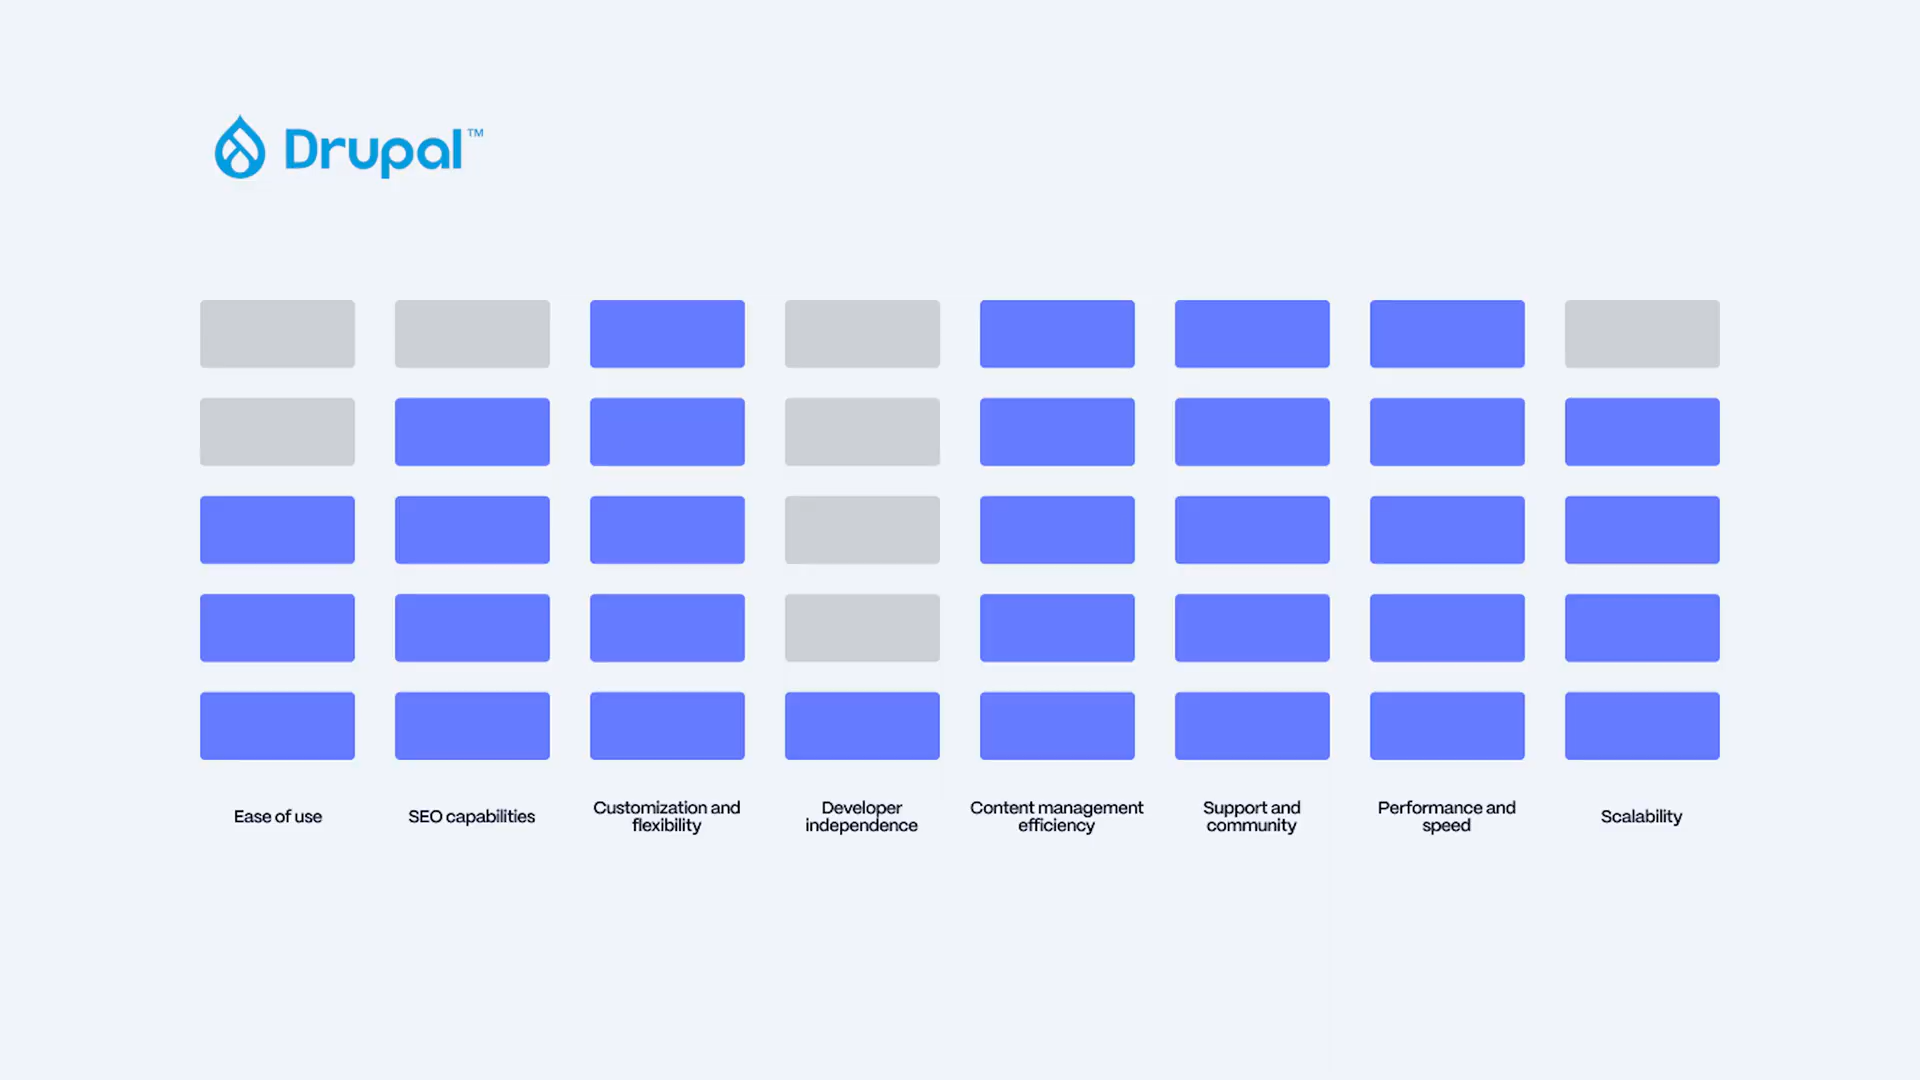 Drupal™
Ease of use
SEO capabilities
Customization and
flexibility
Developer
independence
Content management
efficiency
Support and
community
Performance and
speed
Scalability